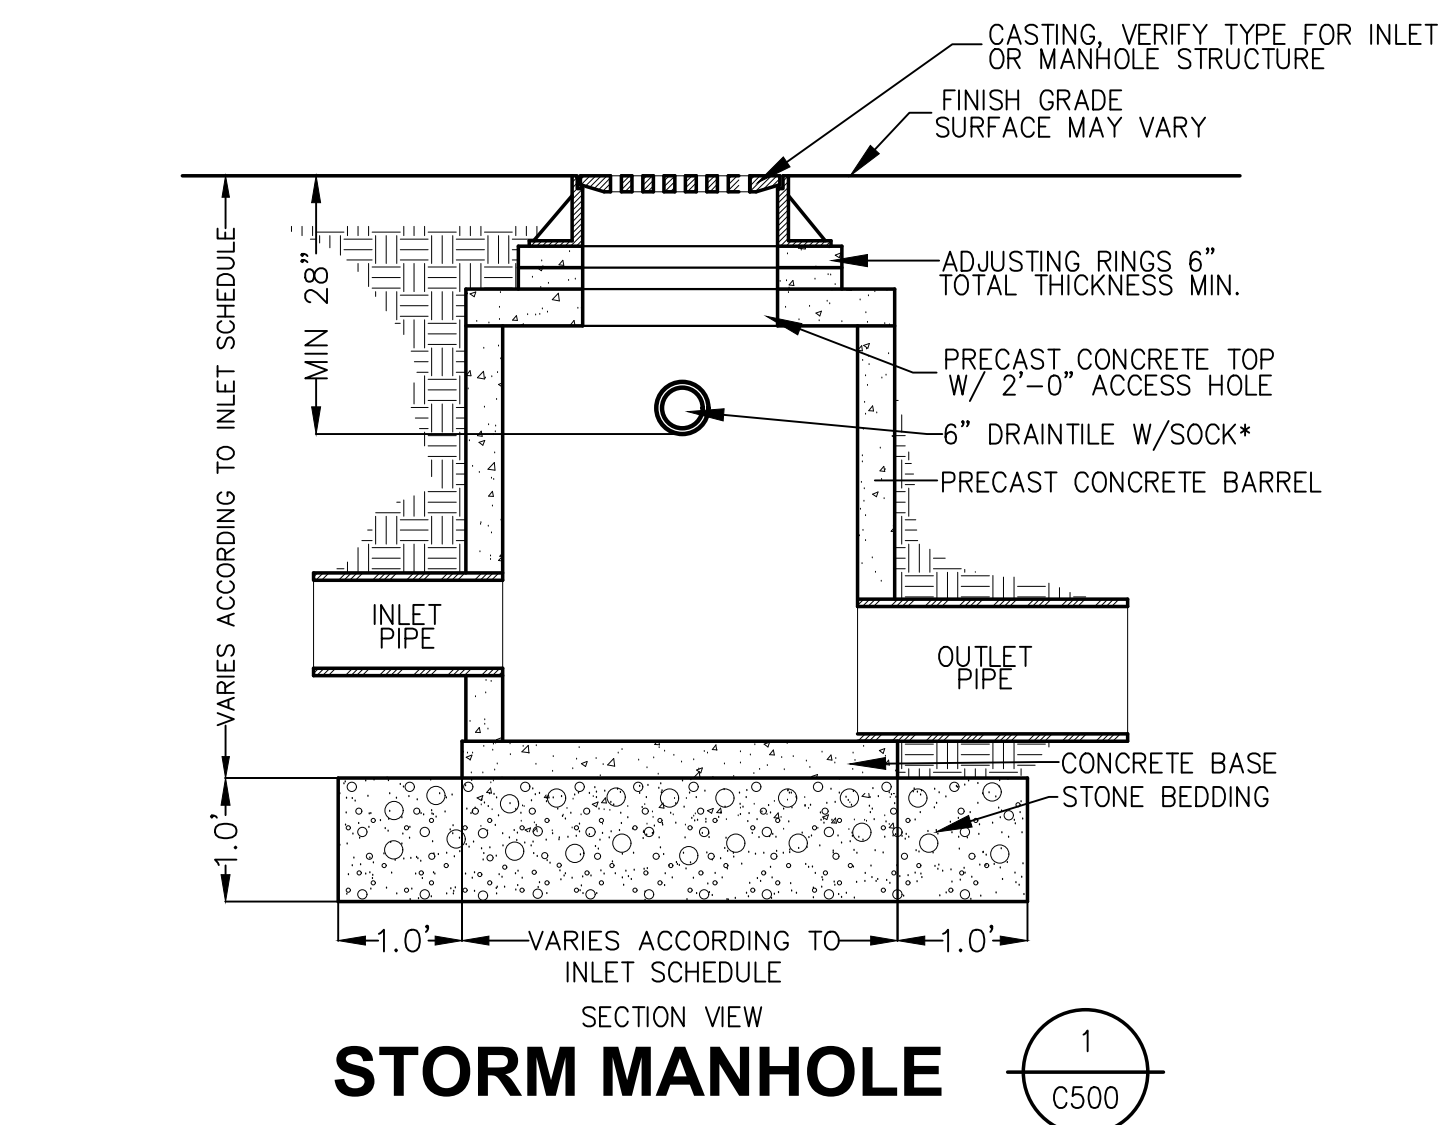 CASTING, VERIFY TYPE FOR INLET
OR MANHOLE STRUCTURE
FINISH GRADE
SURFACE MAY VARY
VARIES ACCORDING TO INLET SCHEDULE
MIN 28"
ADJUSTING RINGS 6"
TOTAL THICKNESS MIN.
PRECAST CONCRETE TOP
W/ 2'-0" ACCESS HOLE
6" DRAINTILE W/SOCK*
PRECAST CONCRETE BARREL
INLET
PIPE
OUTLET
PIPE
CONCRETE BASE
STONE BEDDING
1.0'
1.0'
VARIES ACCORDING TO
INLET SCHEDULE
1.0'
SECTION VIEW
STORM MANHOLE
1
C500